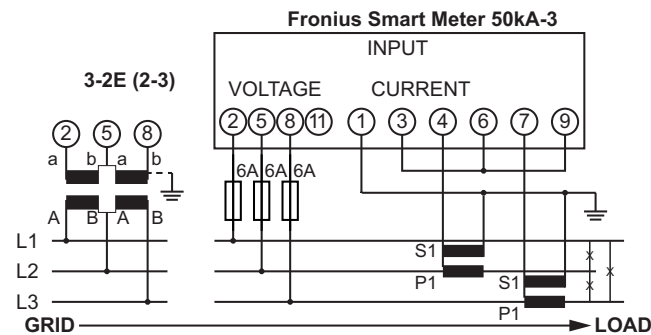 Fronius Smart Meter 50kA-3
INPUT
3-2E (2-3)
VOLTAGE CURRENT
2 5 8 2 5 8 11 1 3 4 6 7 9
a b a b
6A 6A 6A
A B A B
L1
S1 x
L2
P1 S1 x x
L3
P1
GRID LOAD